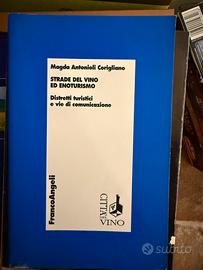 Magda Antonioli Corigliano
STRADE DEL VINO
ED ENOTURISMO
Distretti turistici
e vie di comunicazione
FrancoAngeli
CITTÀ del
VINO
subito